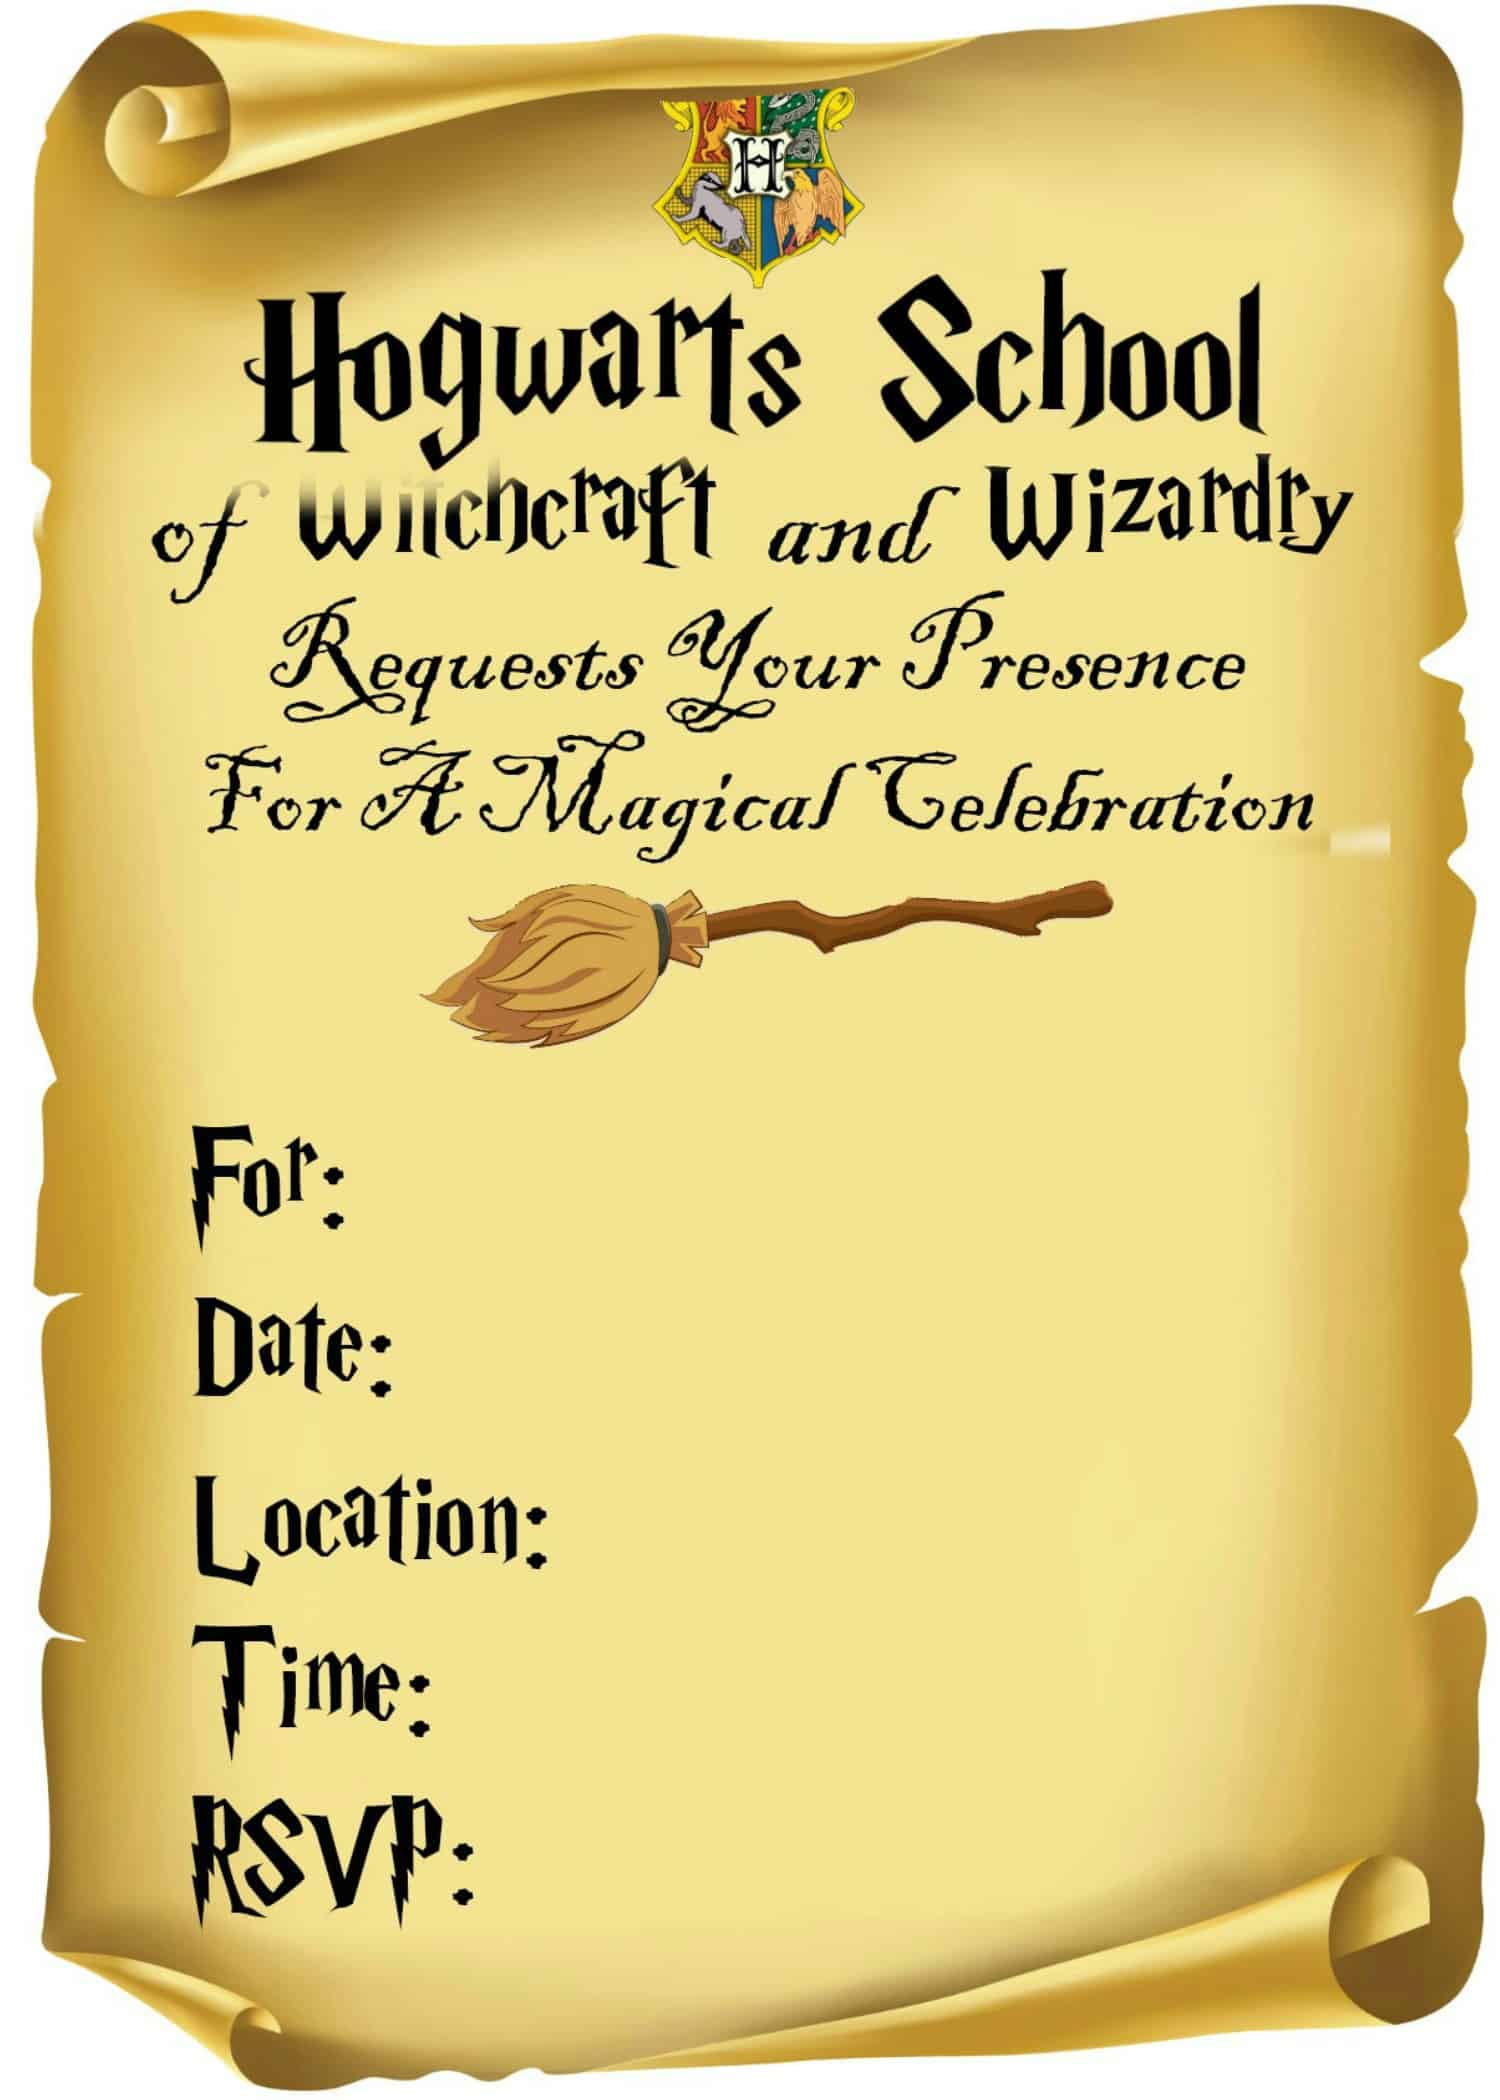 H
Hogwarts School
of Witchcraft and Wizardry
Requests Your Presence
For A Magical Celebration
For:
Date:
Location:
Time:
RSVP: